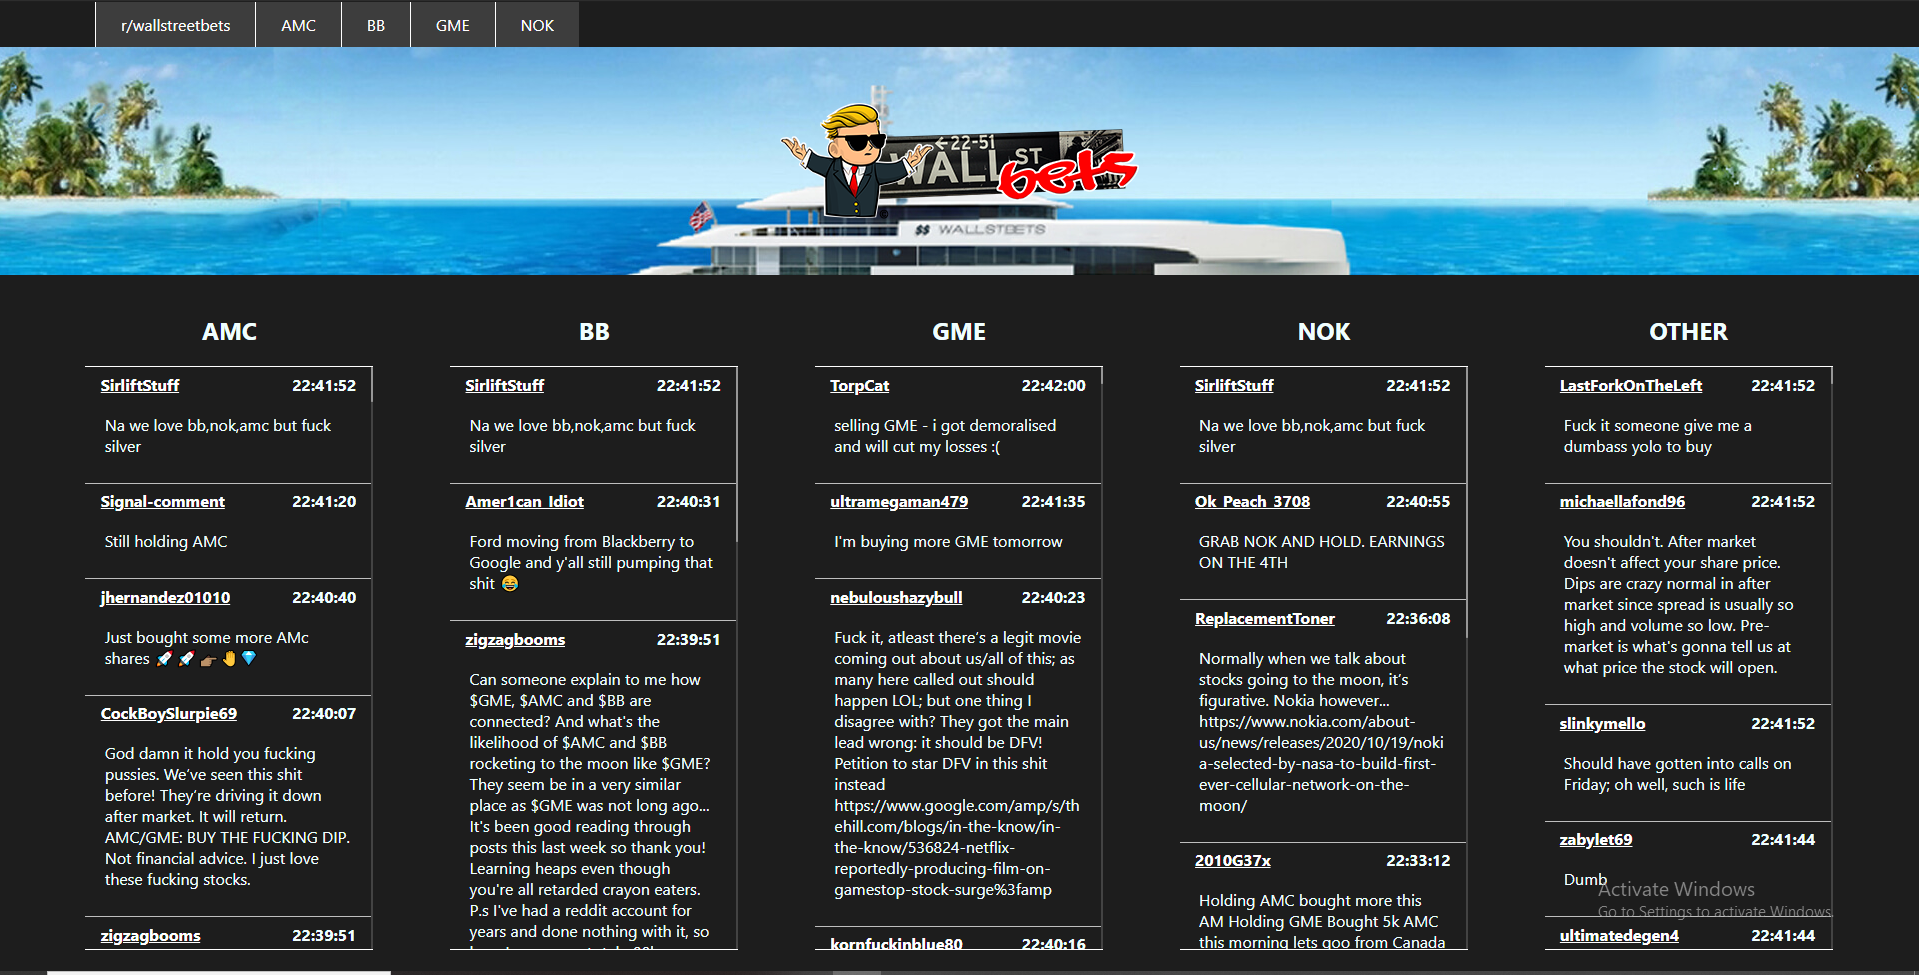 r/wallstreetbets
AMC
BB
GME
NOK
←22-51
WALL ST
bets
$$ WALLSTBETS
AMC
SirliftStuff 22:41:52
Na we love bb,nok,amc but fuck
silver
Signal-comment 22:41:20
Still holding AMC
jhernandez01010 22:40:40
Just bought some more AMc
shares 🚀🚀👉🏽🤚💎
CockBoySlurpie69 22:40:07
God damn it hold you fucking
pussies. We’ve seen this shit
before! They’re driving it down
after market. It will return.
AMC/GME: BUY THE FUCKING DIP.
Not financial advice. I just love
these fucking stocks.
zigzagbooms 22:39:51
BB
SirliftStuff 22:41:52
Na we love bb,nok,amc but fuck
silver
Amer1can_Idiot 22:40:31
Ford moving from Blackberry to
Google and y'all still pumping that
shit 😂
zigzagbooms 22:39:51
Can someone explain to me how
$GME, $AMC and $BB are
connected? And what's the
likelihood of $AMC and $BB
rocketing to the moon like $GME?
They seem be in a very similar
place as $GME was not long ago...
It's been good reading through
posts this last week so thank you!
Learning heaps even though
you're all retarded crayon eaters.
P.s I've had a reddit account for
years and done nothing with it, so
GME
TorpCat 22:42:00
selling GME - i got demoralised
and will cut my losses :(
ultramegaman479 22:41:35
I'm buying more GME tomorrow
nebuloushazybull 22:40:23
Fuck it, atleast there’s a legit movie
coming out about us/all of this; as
many here called out should
happen LOL; but one thing I
disagree with? They got the main
lead wrong: it should be DFV!
Petition to star DFV in this shit
instead
https://www.google.com/amp/s/th
ehill.com/blogs/in-the-know/in-
the-know/536824-netflix-
reportedly-producing-film-on-
gamestop-stock-surge%3famp
kornfuckinblue80 22:40:16
NOK
SirliftStuff 22:41:52
Na we love bb,nok,amc but fuck
silver
Ok_Peach_3708 22:40:55
GRAB NOK AND HOLD. EARNINGS
ON THE 4TH
ReplacementToner 22:36:08
Normally when we talk about
stocks going to the moon, it’s
figurative. Nokia however...
https://www.nokia.com/about-
us/news/releases/2020/10/19/noki
a-selected-by-nasa-to-build-first-
ever-cellular-network-on-the-
moon/
2010G37x 22:33:12
Holding AMC bought more this
AM Holding GME Bought 5k AMC
this morning lets goo from Canada
OTHER
LastForkOnTheLeft 22:41:52
Fuck it someone give me a
dumbass yolo to buy
michaellafond96 22:41:52
You shouldn't. After market
doesn't affect your share price.
Dips are crazy normal in after
market since spread is usually so
high and volume so low. Pre-
market is what's gonna tell us at
what price the stock will open.
slinkymello 22:41:52
Should have gotten into calls on
Friday; oh well, such is life
zabylet69 22:41:44
Dumb
Activate Windows
Go to Settings to activate Windows.
ultimatedegen4 22:41:44